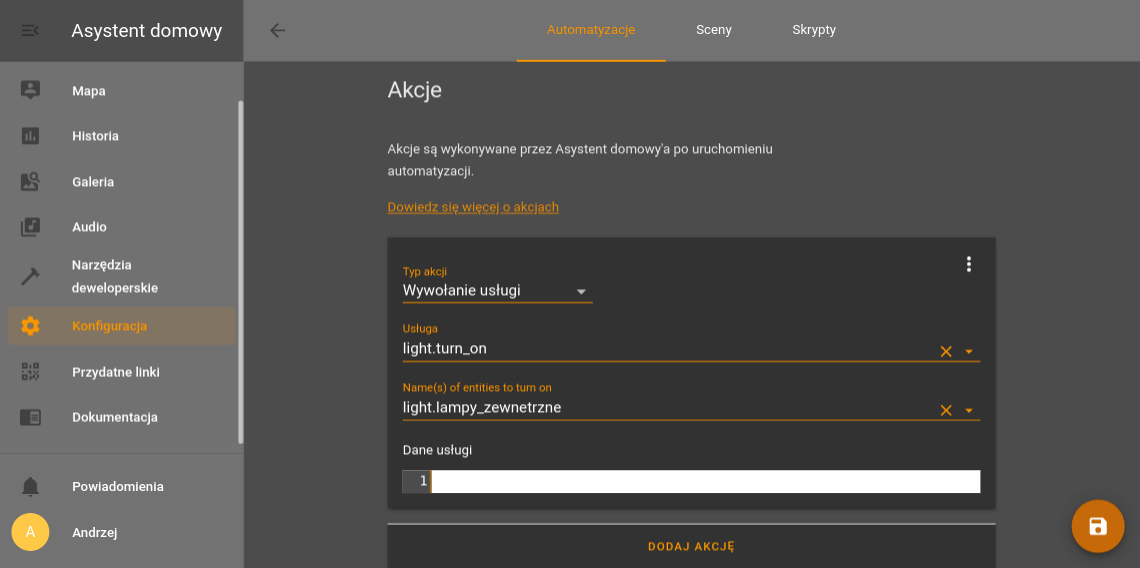 Asystent domowy
Automatyzacje
Sceny
Skrypty
Mapa
Historia
Galeria
Audio
Narzędzia
deweloperskie
Konfiguracja
Przydatne linki
Dokumentacja
Powiadomienia
A
Andrzej
Akcje
Akcje są wykonywane przez Asystent domowy'a po uruchomieniu
automatyzacji.
Dowiedz się więcej o akcjach
Typ akcji
Wywołanie usługi
Usługa
light.turn_on
Name(s) of entities to turn on
light.lampy_zewnetrzne
Dane usługi
1
DODAJ AKCJĘ